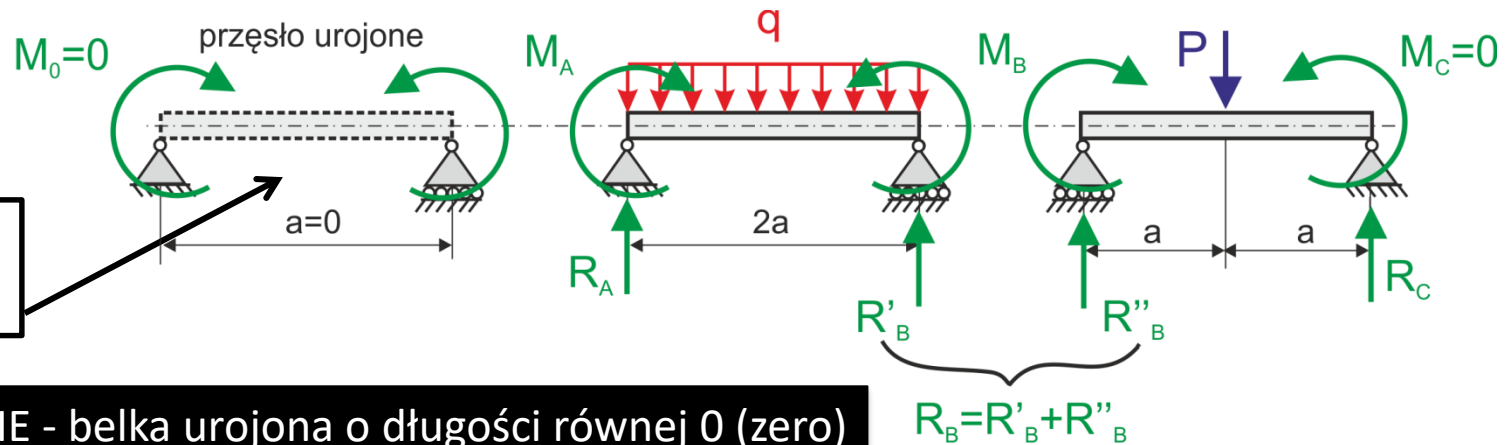 M₀=0
przęsło urojone
M_A
q
M_B
P
M_C=0
a=0
2a
a
a
R_A
R'_B
R''_B
R_C
R_B=R'_B+R''_B
IE - belka urojona o długości równej 0 (zero)